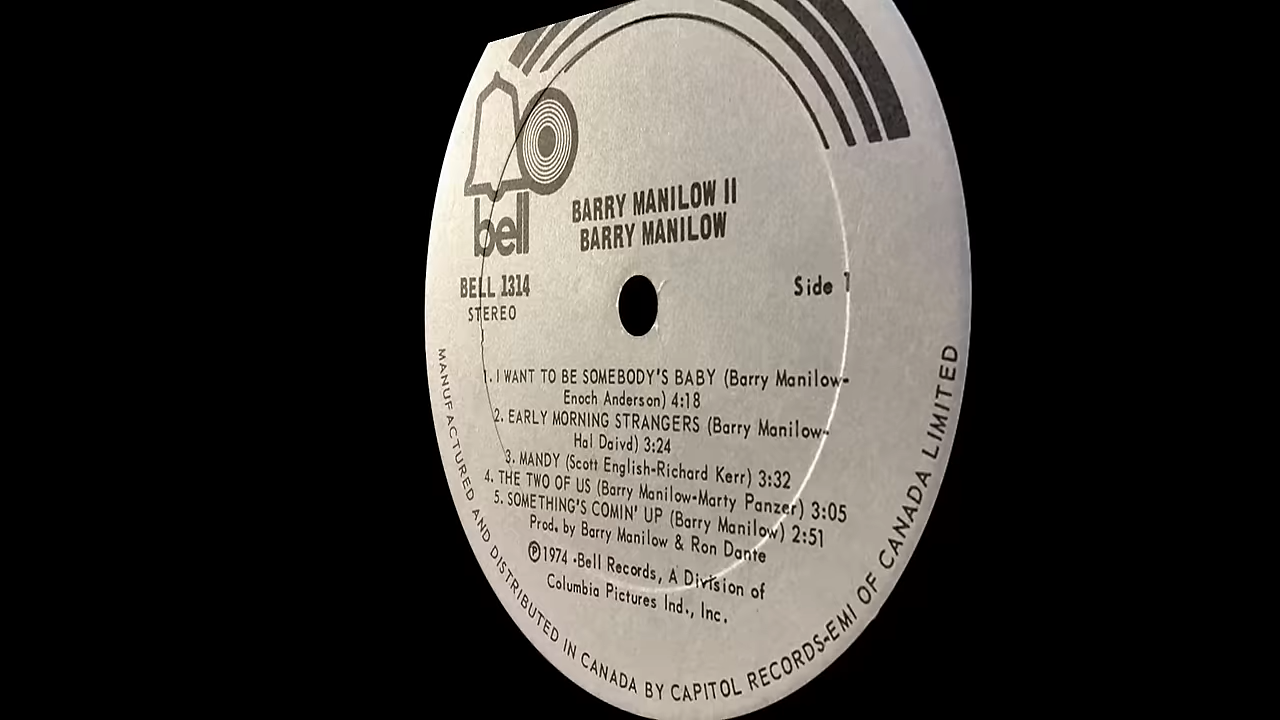 bell
BARRY MANILOW II
BARRY MANILOW
BELL 1314
STEREO
Side 1
1. I WANT TO BE SOMEBODY'S BABY (Barry Manilow-
Enoch Anderson) 4:18
2. EARLY MORNING STRANGERS (Barry Manilow-
Hal Daivd) 3:24
3. MANDY (Scott English-Richard Kerr) 3:32
4. THE TWO OF US (Barry Manilow-Marty Panzer) 3:05
5. SOMETHING'S COMIN' UP (Barry Manilow) 2:51
Prod. by Barry Manilow & Ron Dante
Ⓟ1974 •Bell Records, A Division of
Columbia Pictures Ind., Inc.
MANUFACTURED AND DISTRIBUTED IN CANADA BY CAPITOL RECORDS-EMI OF CANADA LIMITED